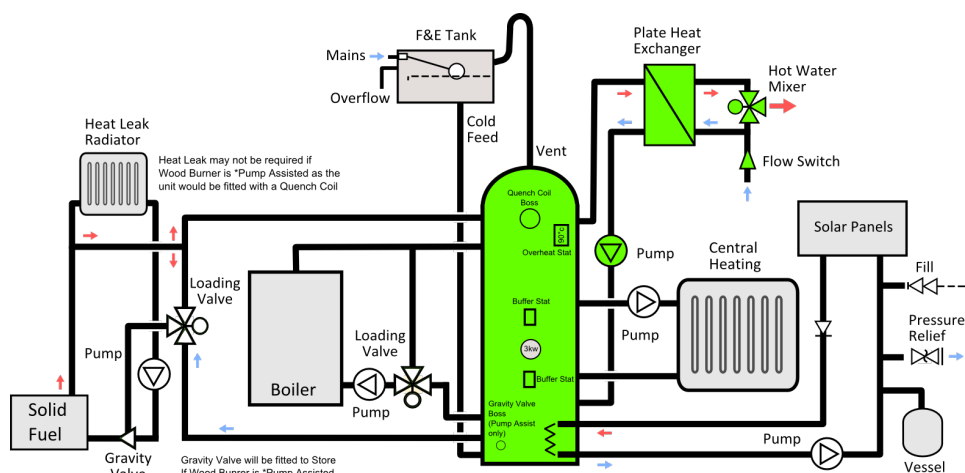 F&E Tank
Mains
Overflow
Cold
Feed
Vent
Plate Heat
Exchanger
Hot Water
Mixer
Flow Switch
Heat Leak
Radiator
Heat Leak may not be required if
Wood Burner is *Pump Assisted as the
unit would be fitted with a Quench Coil
Quench Coil
Boss
90°c
Overheat Stat
Pump
Solar Panels
Central
Heating
Fill
Loading
Valve
Buffer Stat
Pump
Pressure
Relief
Pump
Loading
Valve
3kw
Boiler
Pump
Buffer Stat
Solid
Fuel
Gravity Valve
Boss
(Pump Assist
only)
Pump
Vessel
Gravity
Valve
Gravity Valve will be fitted to Store
If Wood Burner is *Pump Assisted